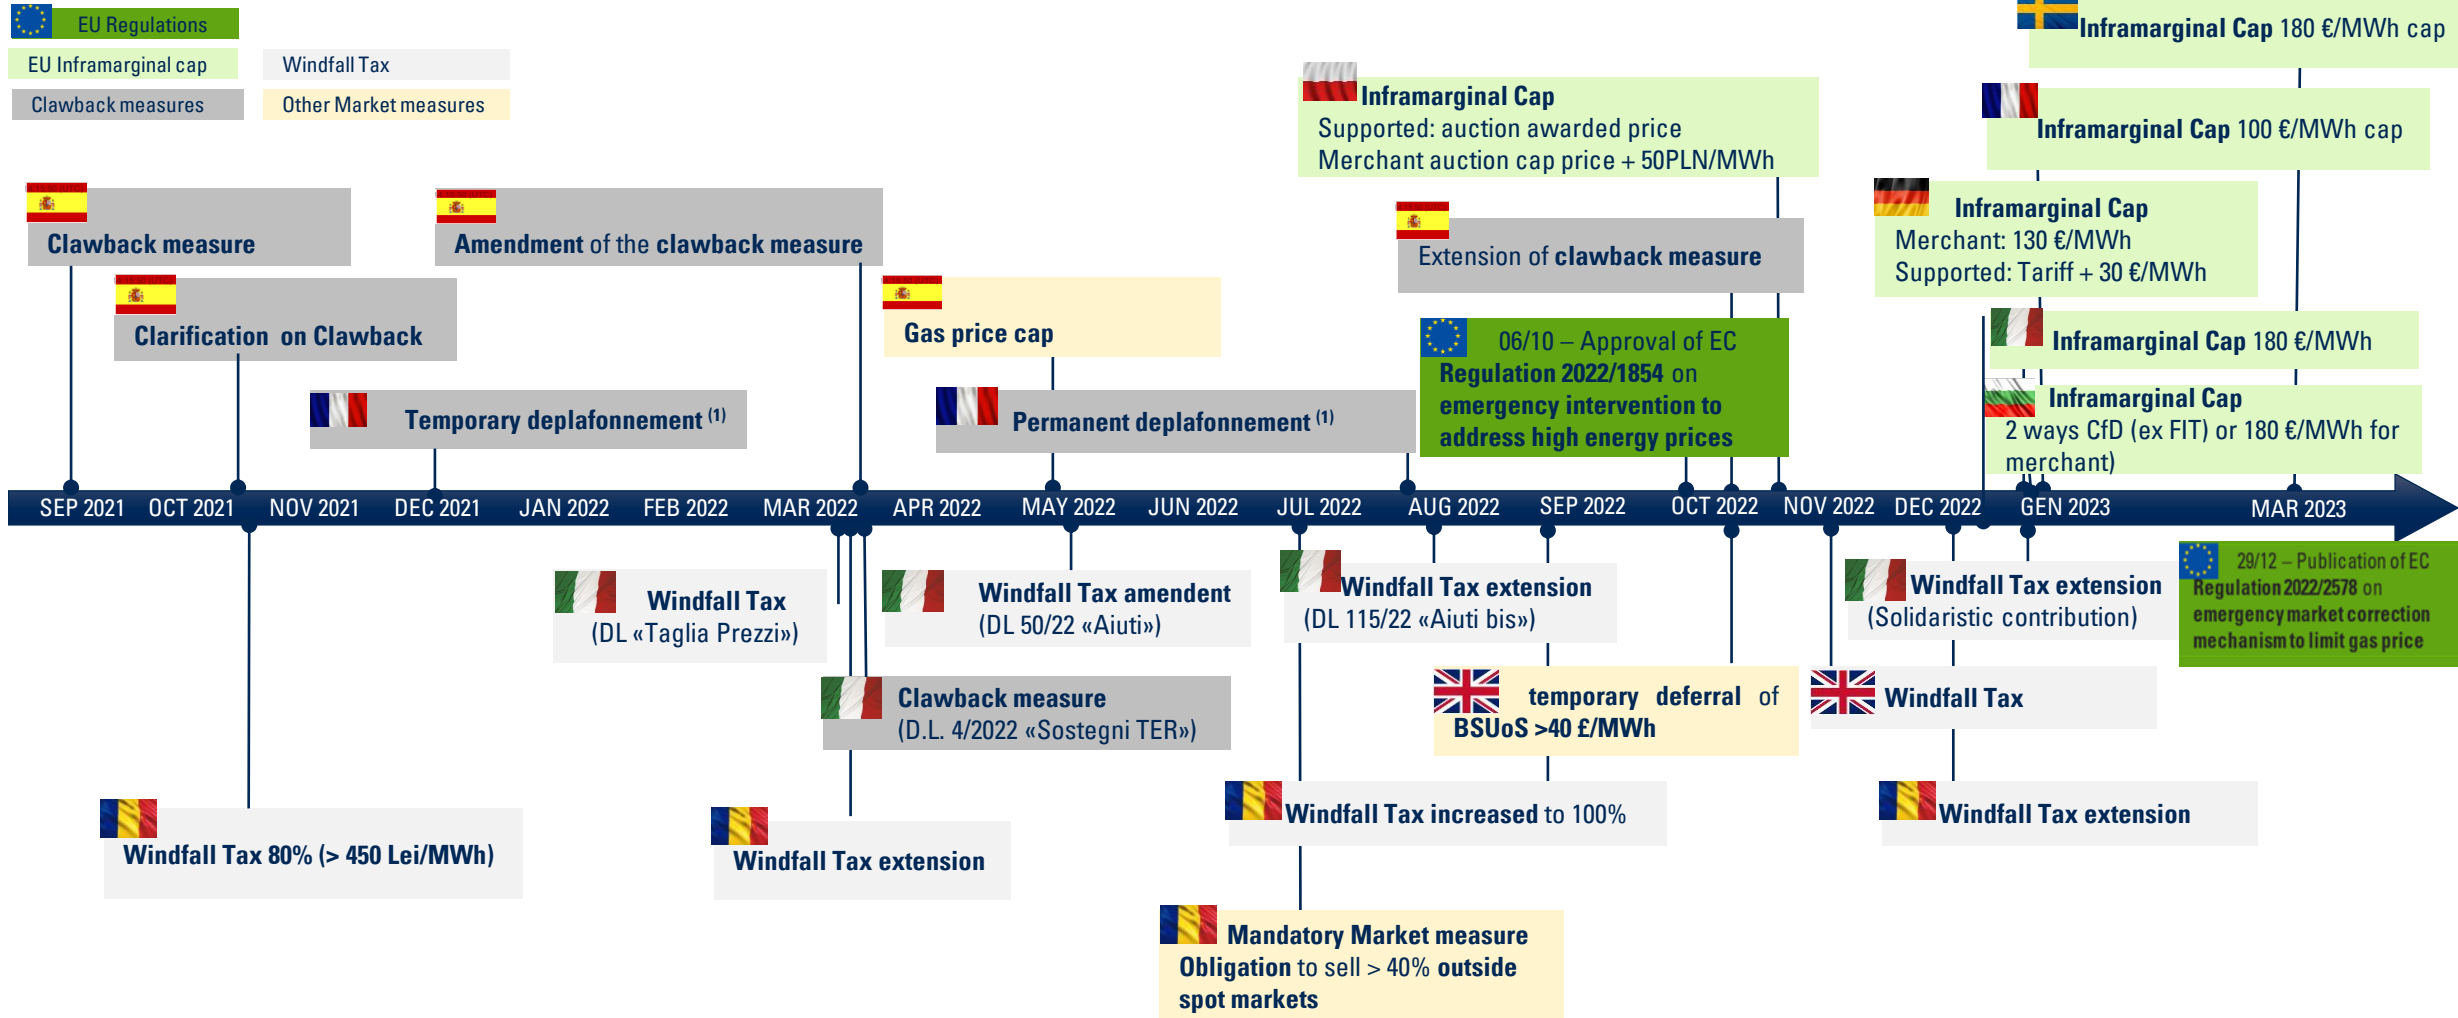 EU Regulations
EU Inframarginal cap
Windfall Tax
Clawback measures
Other Market measures
Inframarginal Cap 180 €/MWh cap
Inframarginal Cap
Supported: auction awarded price
Merchant auction cap price + 50PLN/MWh
Inframarginal Cap 100 €/MWh cap
Clawback measure
Amendment of the clawback measure
Extension of clawback measure
Inframarginal Cap
Merchant: 130 €/MWh
Supported: Tariff + 30 €/MWh
Clarification on Clawback
Gas price cap
06/10 – Approval of EC
Regulation 2022/1854 on
emergency intervention to
address high energy prices
Inframarginal Cap 180 €/MWh
Temporary deplafonnement (1)
Permanent deplafonnement (1)
Inframarginal Cap
2 ways CfD (ex FIT) or 180 €/MWh for
merchant)
SEP 2021 OCT 2021 NOV 2021 DEC 2021 JAN 2022 FEB 2022 MAR 2022 APR 2022 MAY 2022 JUN 2022 JUL 2022 AUG 2022 SEP 2022 OCT 2022 NOV 2022 DEC 2022 GEN 2023 MAR 2023
Windfall Tax
(DL «Taglia Prezzi»)
Windfall Tax amendent
(DL 50/22 «Aiuti»)
Windfall Tax extension
(DL 115/22 «Aiuti bis»)
Windfall Tax extension
(Solidaristic contribution)
29/12 – Publication of EC
Regulation 2022/2578 on
emergency market correction
mechanism to limit gas price
Clawback measure
(D.L. 4/2022 «Sostegni TER»)
temporary deferral of
BSUoS >40 £/MWh
Windfall Tax
Windfall Tax 80% (> 450 Lei/MWh)
Windfall Tax extension
Windfall Tax increased to 100%
Windfall Tax extension
Mandatory Market measure
Obligation to sell > 40% outside
spot markets